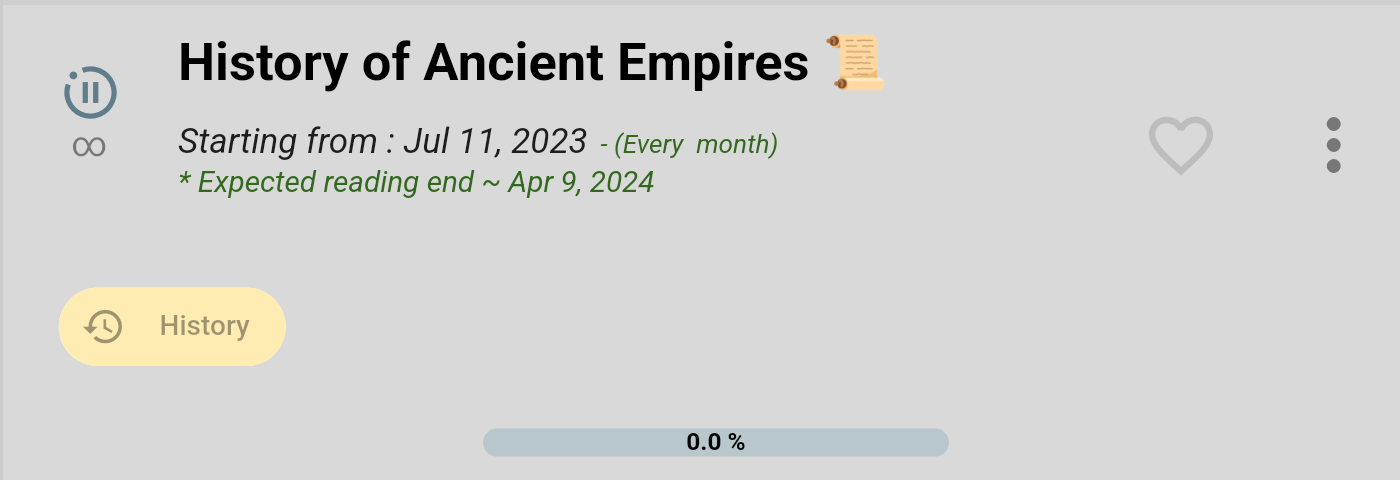 History of Ancient Empires 📜
∞
Starting from : Jul 11, 2023 - (Every month)
* Expected reading end ~ Apr 9, 2024
History
0.0 %